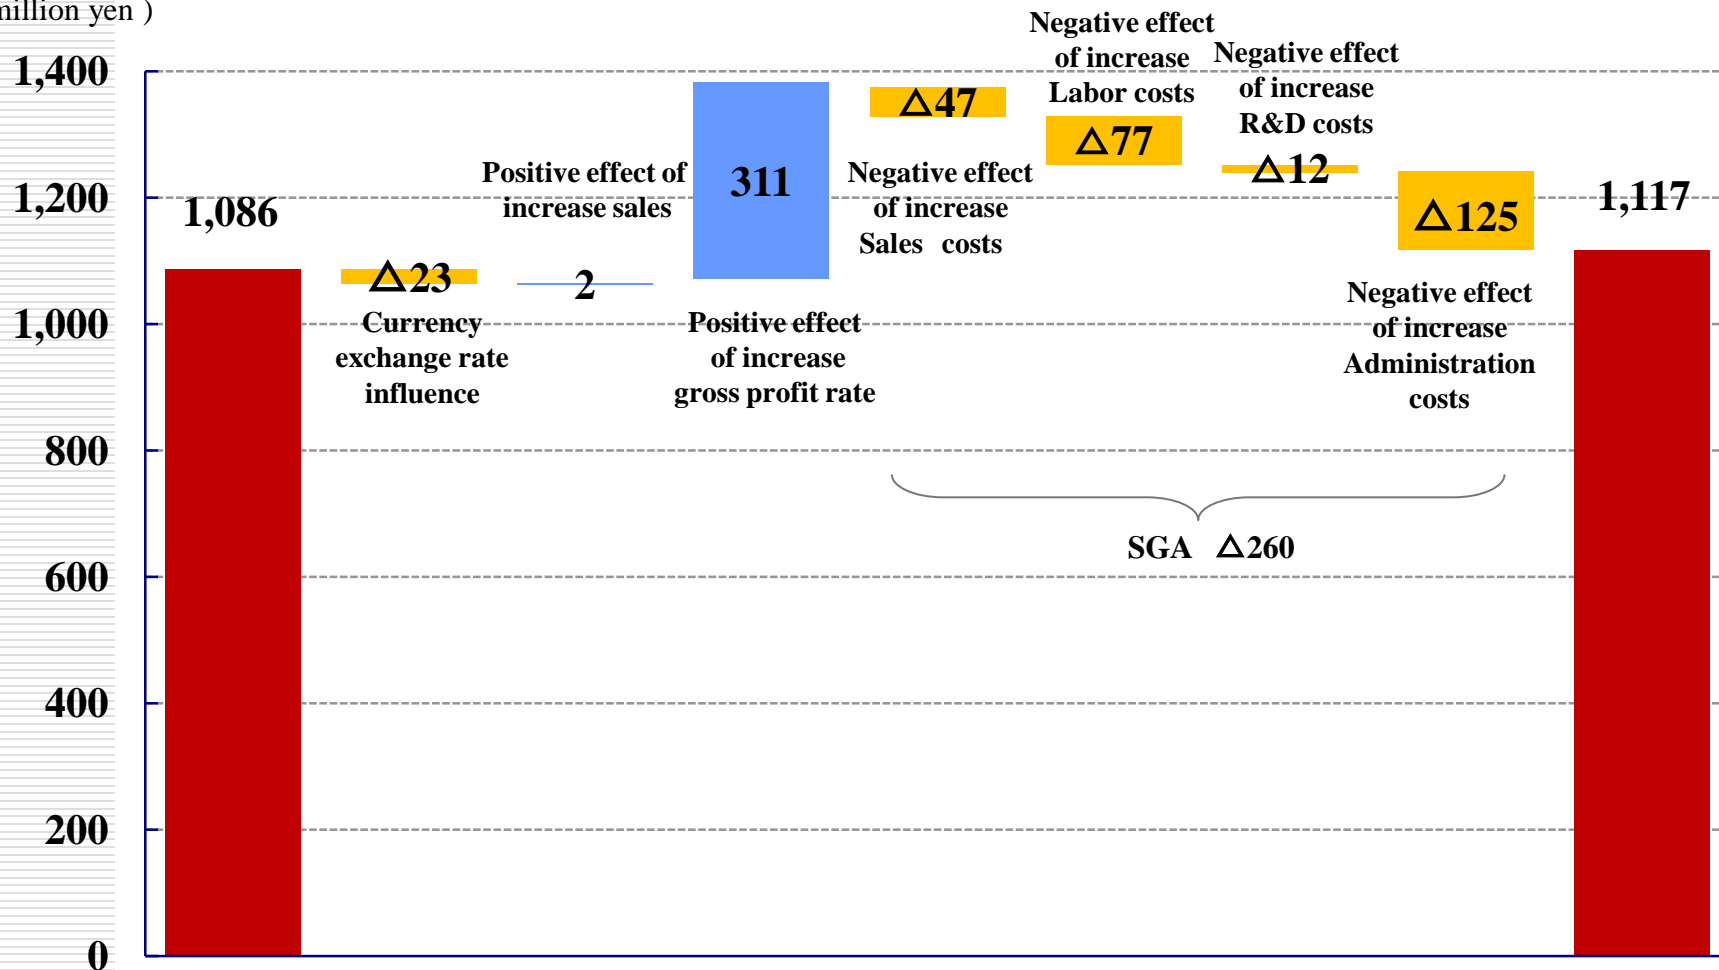 million yen )
1,400
1,200
1,000
800
600
400
200
0
1,086
△23
Currency
exchange rate
influence
Positive effect of
increase sales
2
311
Positive effect
of increase
gross profit rate
△47
Negative effect
of increase
Sales costs
Negative effect
of increase
Labor costs
△77
Negative effect
of increase
R&D costs
△12
△125
Negative effect
of increase
Administration
costs
1,117
SGA △260